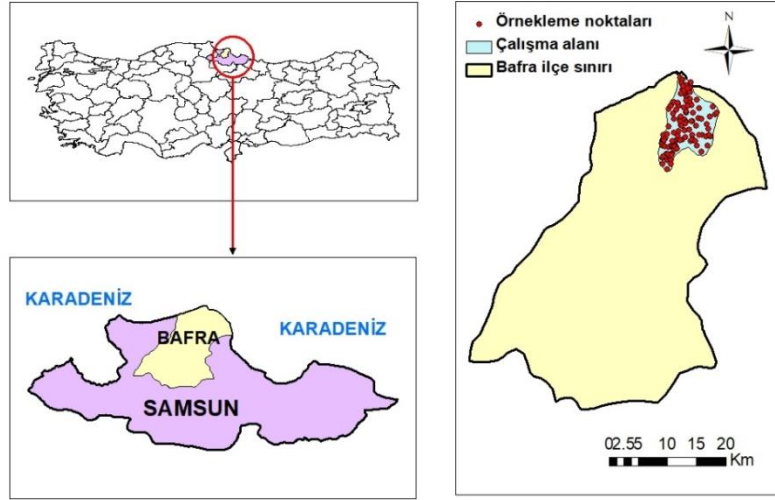 Örnekleme noktaları
Çalışma alanı
Bafra ilçe sınırı
N
KARADENİZ
KARADENİZ
BAFRA
SAMSUN
02.55 10 15 20
Km